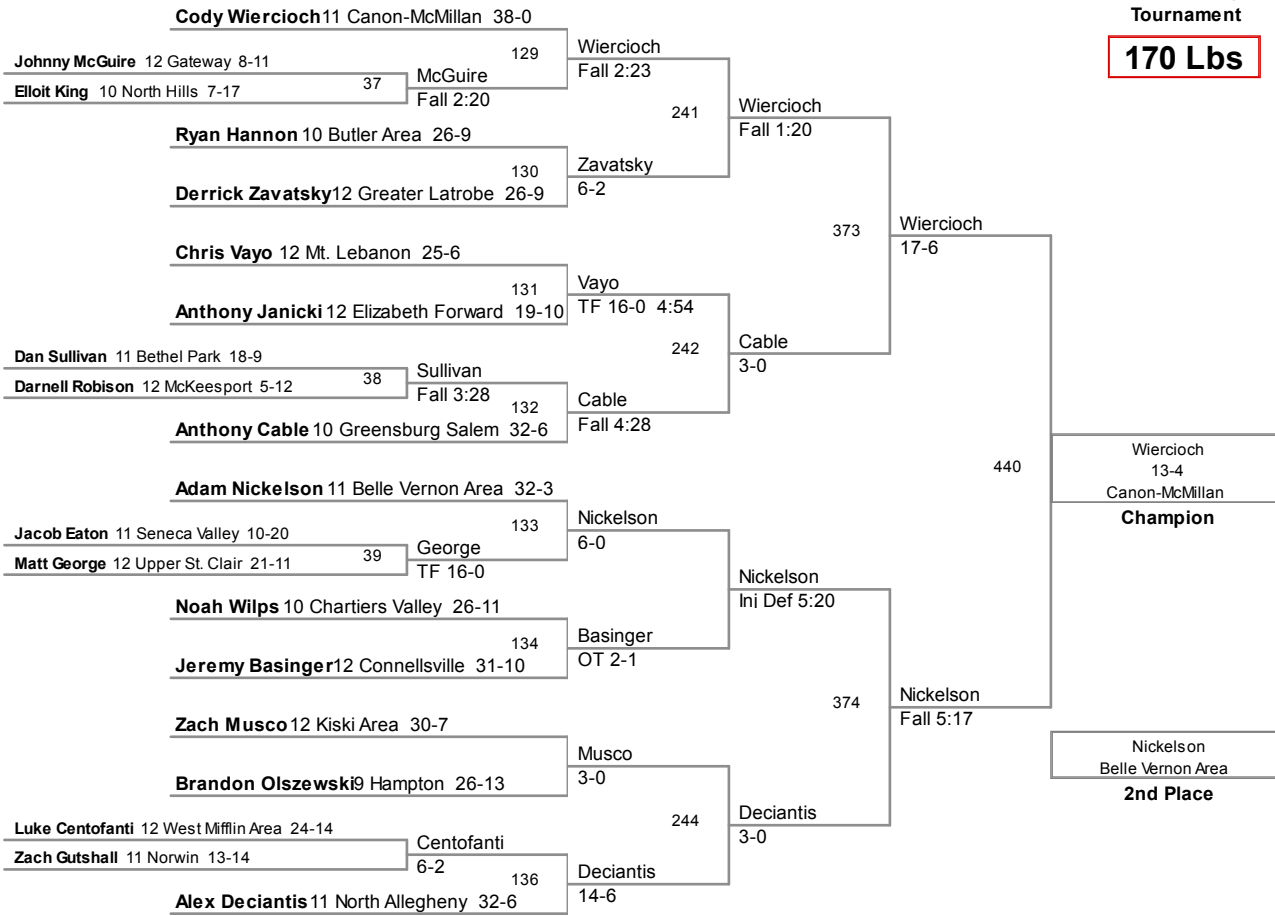 Tournament
170 Lbs
Cody Wiercioch 11 Canon-McMillan 38-0
129
Wiercioch
Fall 2:23
Johnny McGuire 12 Gateway 8-11
37
McGuire
Fall 2:20
Elloit King 10 North Hills 7-17
241
Wiercioch
Fall 1:20
Ryan Hannon 10 Butler Area 26-9
130
Zavatsky
6-2
Derrick Zavatsky 12 Greater Latrobe 26-9
373
Wiercioch
17-6
Chris Vayo 12 Mt. Lebanon 25-6
131
Vayo
TF 16-0 4:54
Anthony Janicki 12 Elizabeth Forward 19-10
242
Cable
3-0
Dan Sullivan 11 Bethel Park 18-9
38
Sullivan
Fall 3:28
Darnell Robison 12 McKeesport 5-12
132
Cable
Fall 4:28
Anthony Cable 10 Greensburg Salem 32-6
440
Wiercioch
13-4
Canon-McMillan
Champion
Adam Nickelson 11 Belle Vernon Area 32-3
133
Nickelson
6-0
Jacob Eaton 11 Seneca Valley 10-20
39
George
TF 16-0
Matt George 12 Upper St. Clair 21-11
Nickelson
Ini Def 5:20
Noah Wilps 10 Chartiers Valley 26-11
134
Basinger
OT 2-1
Jeremy Basinger 12 Connellsville 31-10
374
Nickelson
Fall 5:17
Zach Musco 12 Kiski Area 30-7
Musco
3-0
Brandon Olszewski 9 Hampton 26-13
244
Deciantis
3-0
Luke Centofanti 12 West Mifflin Area 24-14
Centofanti
6-2
Zach Gutshall 11 Norwin 13-14
136
Deciantis
14-6
Alex Deciantis 11 North Allegheny 32-6
Nickelson
Belle Vernon Area
2nd Place